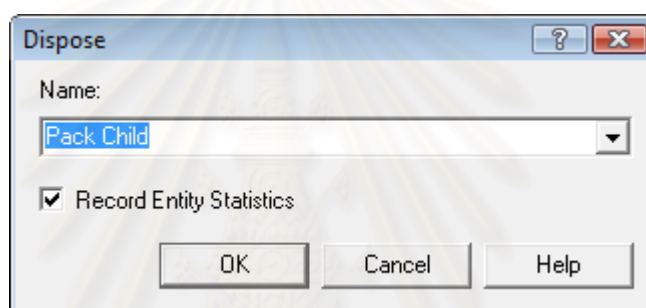 Dispose
Name:
Pack Child
Record Entity Statistics
OK Cancel Help